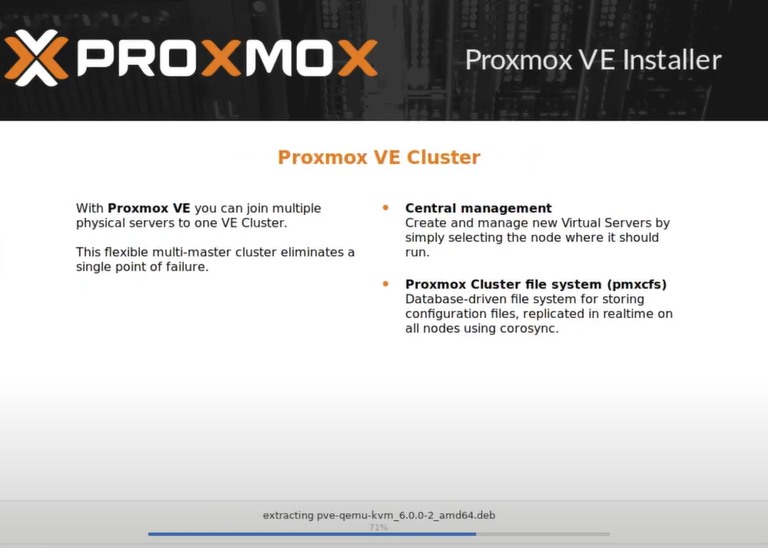 PROXMOX
Proxmox VE Installer
Proxmox VE Cluster
With Proxmox VE you can join multiple
physical servers to one VE Cluster.
This flexible multi-master cluster eliminates a
single point of failure.
Central management
Create and manage new Virtual Servers by
simply selecting the node where it should
run.
Proxmox Cluster file system (pmxcfs)
Database-driven file system for storing
configuration files, replicated in realtime on
all nodes using corosync.
extracting pve-qemu-kvm_6.0.0-2_amd64.deb
71%